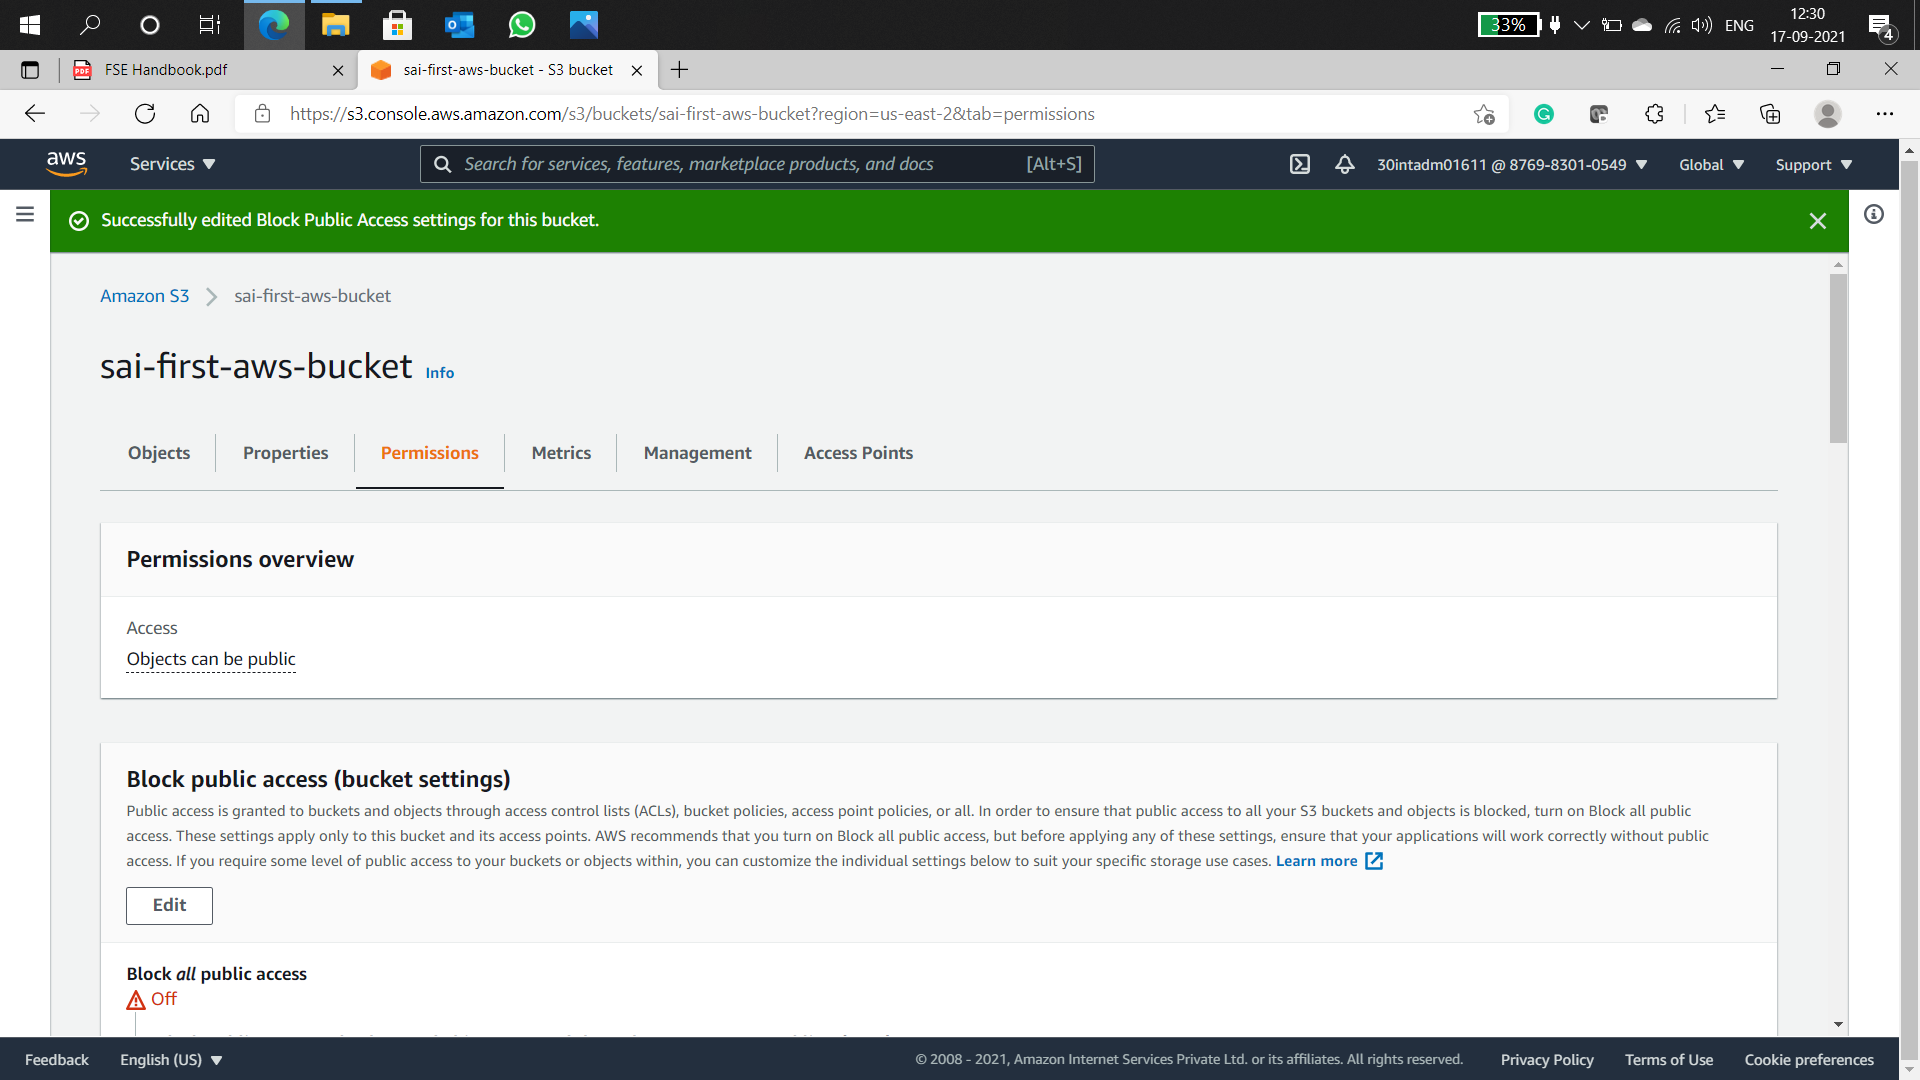 33%
ENG
12:30
17-09-2021
4
FSE Handbook.pdf
sai-first-aws-bucket - S3 bucket
https://s3.console.aws.amazon.com/s3/buckets/sai-first-aws-bucket?region=us-east-2&tab=permissions
aws
Services
Search for services, features, marketplace products, and docs
[Alt+S]
30intadm01611 @ 8769-8301-0549
Global
Support
Successfully edited Block Public Access settings for this bucket.
Amazon S3
sai-first-aws-bucket
sai-first-aws-bucket Info
Objects
Properties
Permissions
Metrics
Management
Access Points
Permissions overview
Access
Objects can be public
Block public access (bucket settings)
Public access is granted to buckets and objects through access control lists (ACLs), bucket policies, access point policies, or all. In order to ensure that public access to all your S3 buckets and objects is blocked, turn on Block all public
access. These settings apply only to this bucket and its access points. AWS recommends that you turn on Block all public access, but before applying any of these settings, ensure that your applications will work correctly without public
access. If you require some level of public access to your buckets or objects within, you can customize the individual settings below to suit your specific storage use cases. Learn more
Edit
Block all public access
Off
Feedback
English (US)
© 2008 - 2021, Amazon Internet Services Private Ltd. or its affiliates. All rights reserved.
Privacy Policy
Terms of Use
Cookie preferences